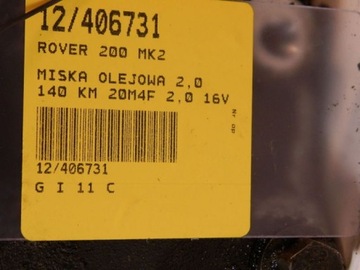 12/406731
ROVER 200 MK2
MISKA OLEJOWA 2,0
140 KM 20M4F 2,0 16V
12/406731
G I 11 C